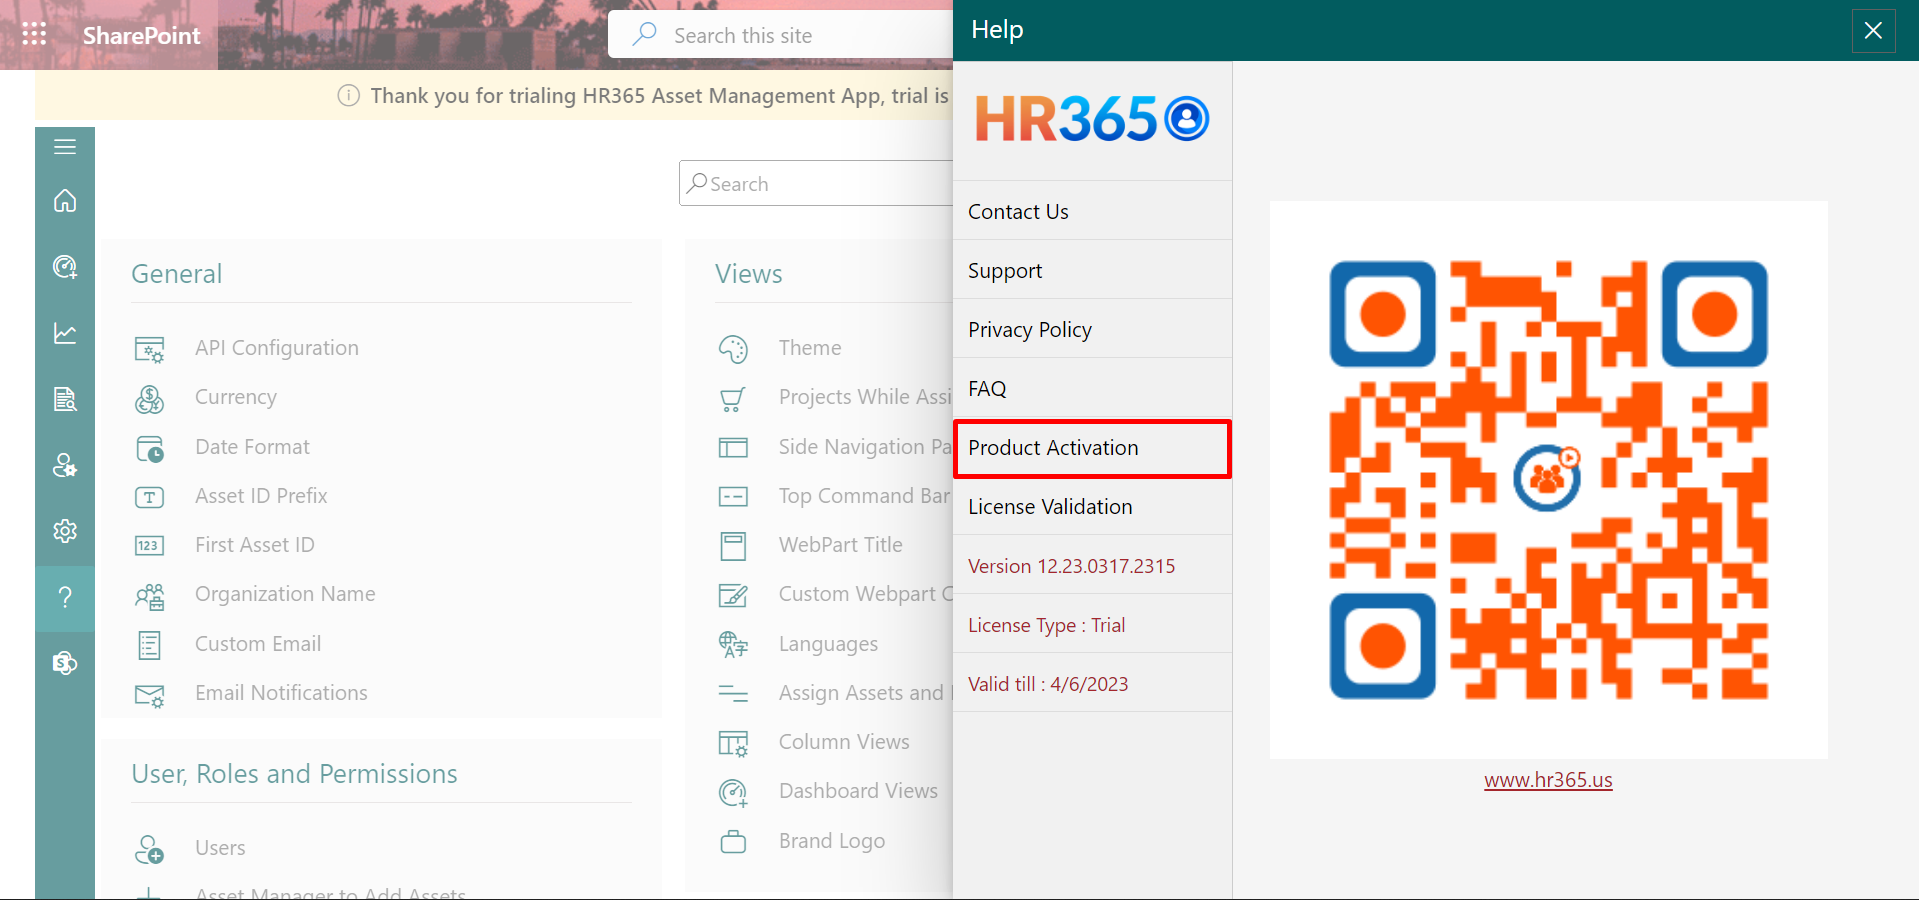 SharePoint
Search this site
Help
Thank you for trialing HR365 Asset Management App, trial is
HR365
Search
Contact Us
Support
Privacy Policy
FAQ
Product Activation
License Validation
Version 12.23.0317.2315
License Type : Trial
Valid till : 4/6/2023
www.hr365.us
General
API Configuration
Currency
Date Format
Asset ID Prefix
First Asset ID
Organization Name
Custom Email
Email Notifications
User, Roles and Permissions
Users
Asset Manager to Add Assets
Views
Theme
Projects While Assi
Side Navigation Pa
Top Command Bar
WebPart Title
Custom Webpart
Languages
Assign Assets and
Column Views
Dashboard Views
Brand Logo